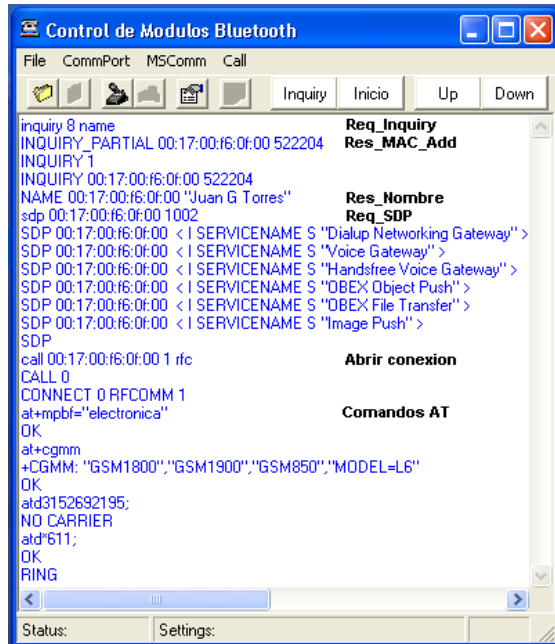 Control de Modulos Bluetooth
File CommPort MSComm Call
Inquiry Inicio Up Down
inquiry 8 name Req_Inquiry
INQUIRY_PARTIAL 00:17:00:f6:0f:00 522204 Res_MAC_Add
INQUIRY 1
INQUIRY 00:17:00:f6:0f:00 522204
NAME 00:17:00:f6:0f:00 "Juan G Torres" Res_Nombre
sdp 00:17:00:f6:0f:00 1002 Req_SDP
SDP 00:17:00:f6:0f:00 < I SERVICENAME S "Dialup Networking Gateway" >
SDP 00:17:00:f6:0f:00 < I SERVICENAME S "Voice Gateway" >
SDP 00:17:00:f6:0f:00 < I SERVICENAME S "Handsfree Voice Gateway" >
SDP 00:17:00:f6:0f:00 < I SERVICENAME S "OBEX Object Push" >
SDP 00:17:00:f6:0f:00 < I SERVICENAME S "OBEX File Transfer" >
SDP 00:17:00:f6:0f:00 < I SERVICENAME S "Image Push" >
SDP
call 00:17:00:f6:0f:00 1 rfc Abrir conexion
CALL 0
CONNECT 0 RFCOMM 1
at+mpbf="electronica" Comandos AT
OK
at+cgmm
+CGMM: "GSM1800","GSM1900","GSM850","MODEL=L6"
OK
atd3152692195;
NO CARRIER
atd*611;
OK
RING
Status: Settings: